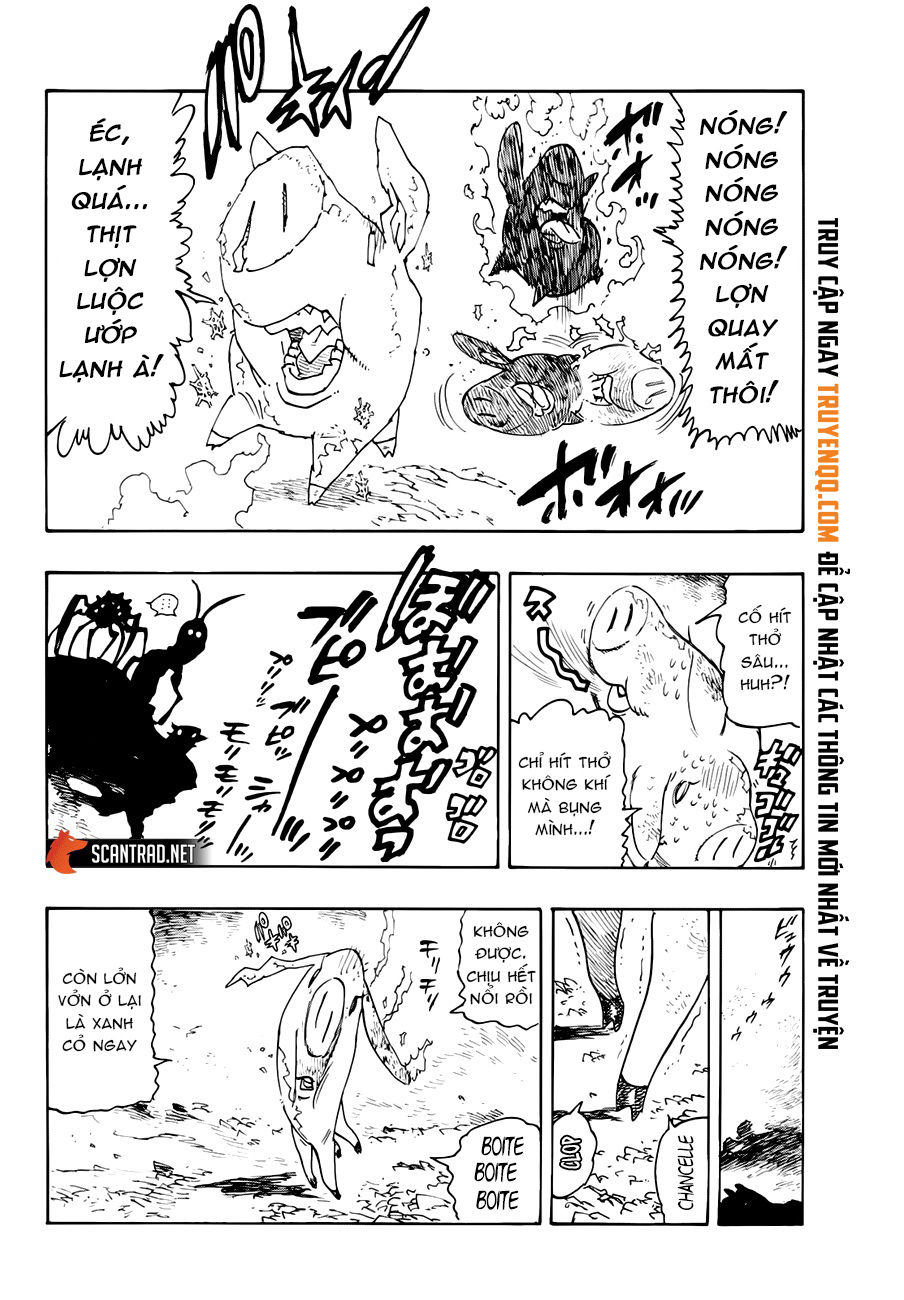 NÓNG!
NÓNG
NÓNG
NÓNG
NÓNG!
LỢN
QUAY
MẤT
THÔI!
ÉC,
LẠNH
QUÁ...
THỊT
LỢN
LUỘC
ƯỚP
LẠNH À!
CỐ HÍT
THỞ
SÂU...
HUH?!
CHỈ HÍT THỞ
KHÔNG KHÍ
MÀ BỤNG
MÌNH...!
SCANTRAD.NET
CHANCELLE
CLOP
KHÔNG
ĐƯỢC,
CHỊU HẾT
NỔI RỒI
CÒN LỞN
VỞN Ở LẠI
LÀ XANH
CỎ NGAY
BOITE
BOITE
BOITE
TRUY CẬP NGAY TRUYENQQ.COM ĐỂ CẬP NHẬT CÁC THÔNG TIN MỚI NHẤT VỀ TRUYỆN